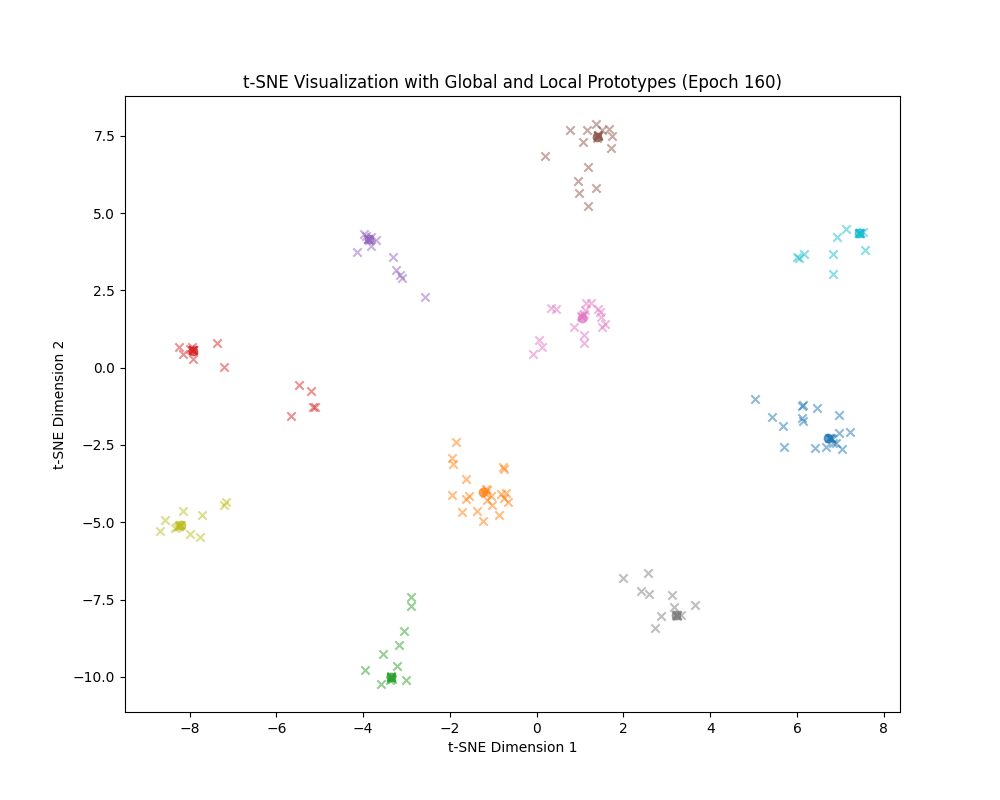 t-SNE Visualization with Global and Local Prototypes (Epoch 160)
7.5
5.0
2.5
0.0
−2.5
−5.0
−7.5
−10.0
t-SNE Dimension 2
−8 −6 −4 −2 0 2 4 6 8
t-SNE Dimension 1